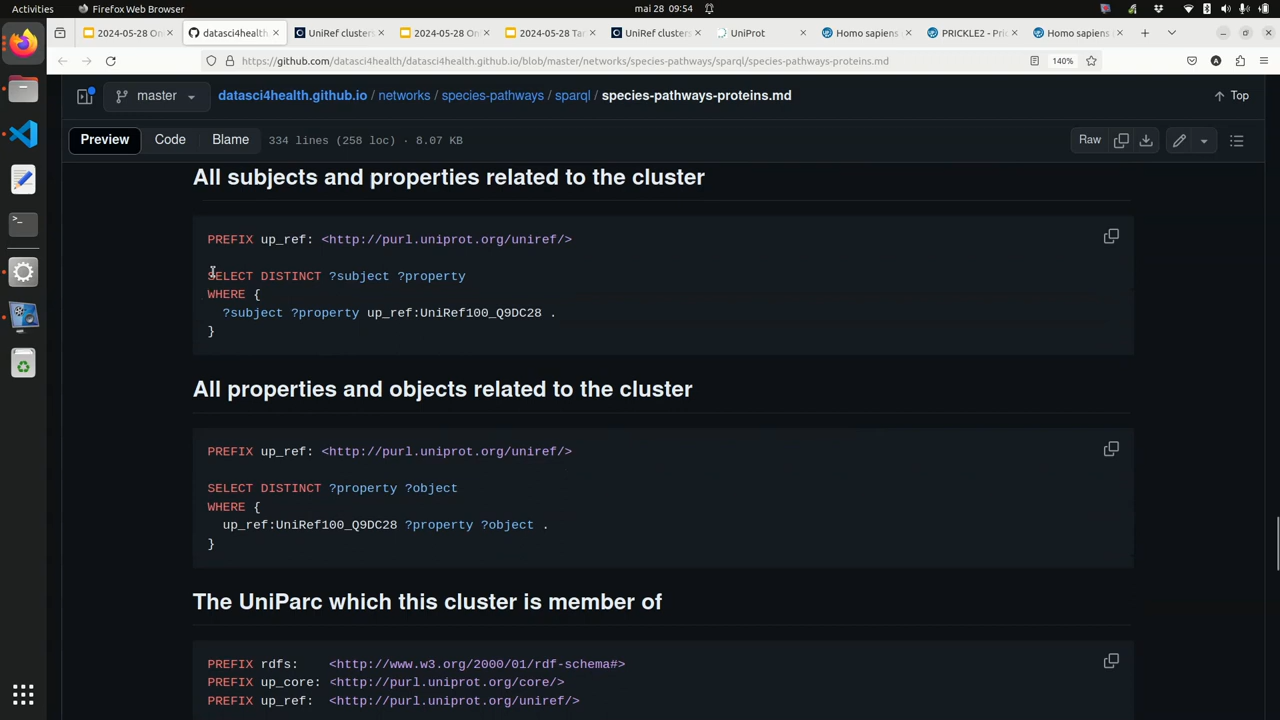 Activities
Firefox Web Browser
mai 28 09:54
2024-05-28 On
datasci4health
UniRef clusters
2024-05-28 On
2024-05-28 Tac
UniRef clusters
UniProt
Homo sapiens
PRICKLE2 - Pric
Homo sapiens
https://github.com/datasci4health/datasci4health.github.io/blob/master/networks/species-pathways/sparql/species-pathways-proteins.md
140%
master
datasci4health.github.io / networks / species-pathways / sparql / species-pathways-proteins.md
Top
Preview
Code
Blame
334 lines (258 loc) · 8.07 KB
Raw
All subjects and properties related to the cluster
PREFIX up_ref: <http://purl.uniprot.org/uniref/>
SELECT DISTINCT ?subject ?property
WHERE {
?subject ?property up_ref:UniRef100_Q9DC28 .
}
All properties and objects related to the cluster
PREFIX up_ref: <http://purl.uniprot.org/uniref/>
SELECT DISTINCT ?property ?object
WHERE {
up_ref:UniRef100_Q9DC28 ?property ?object .
}
The UniParc which this cluster is member of
PREFIX rdfs: <http://www.w3.org/2000/01/rdf-schema#>
PREFIX up_core: <http://purl.uniprot.org/core/>
PREFIX up_ref: <http://purl.uniprot.org/uniref/>